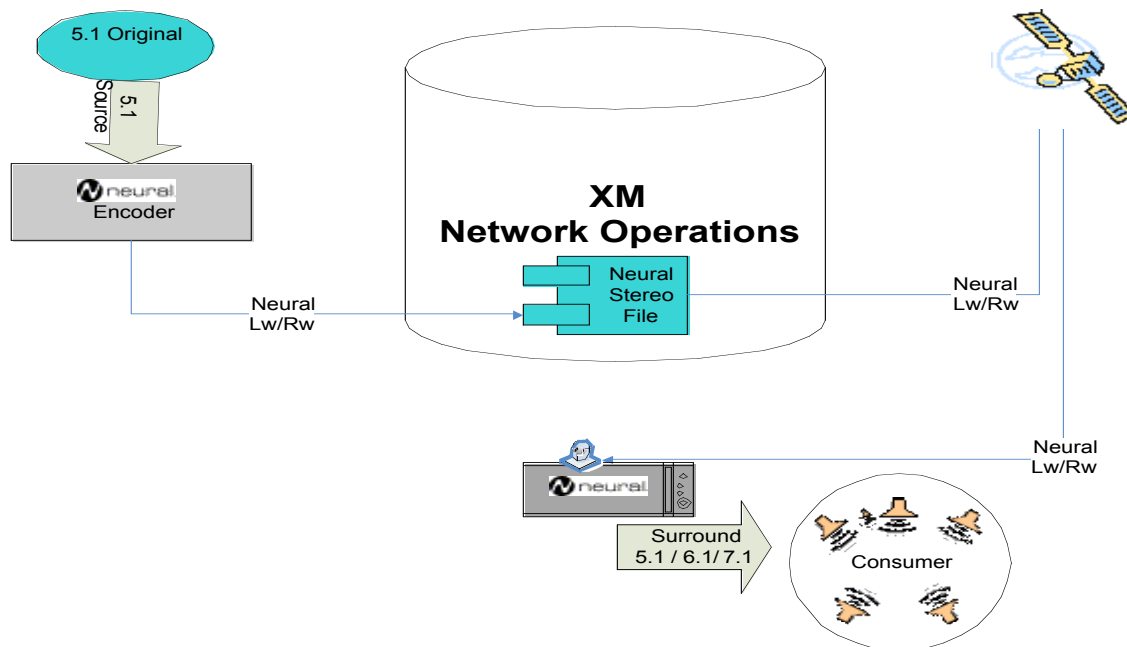 5.1 Original
5.1
Source
neural
Encoder
XM
Network Operations
Neural
Stereo
File
Neural
Lw/Rw
Neural
Lw/Rw
Neural
Lw/Rw
neural
Surround
5.1 / 6.1/ 7.1
Consumer